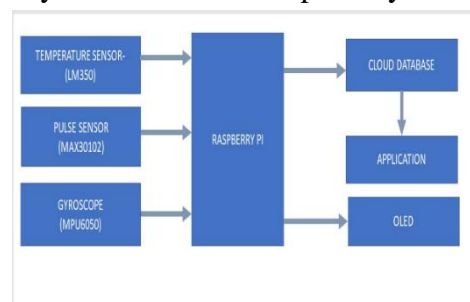 TEMPERATURE SENSOR-
(LM350)
PULSE SENSOR
(MAX30102)
GYROSCOPE
(MPU6050)
RASPBERRY PI
CLOUD DATABASE
APPLICATION
OLED